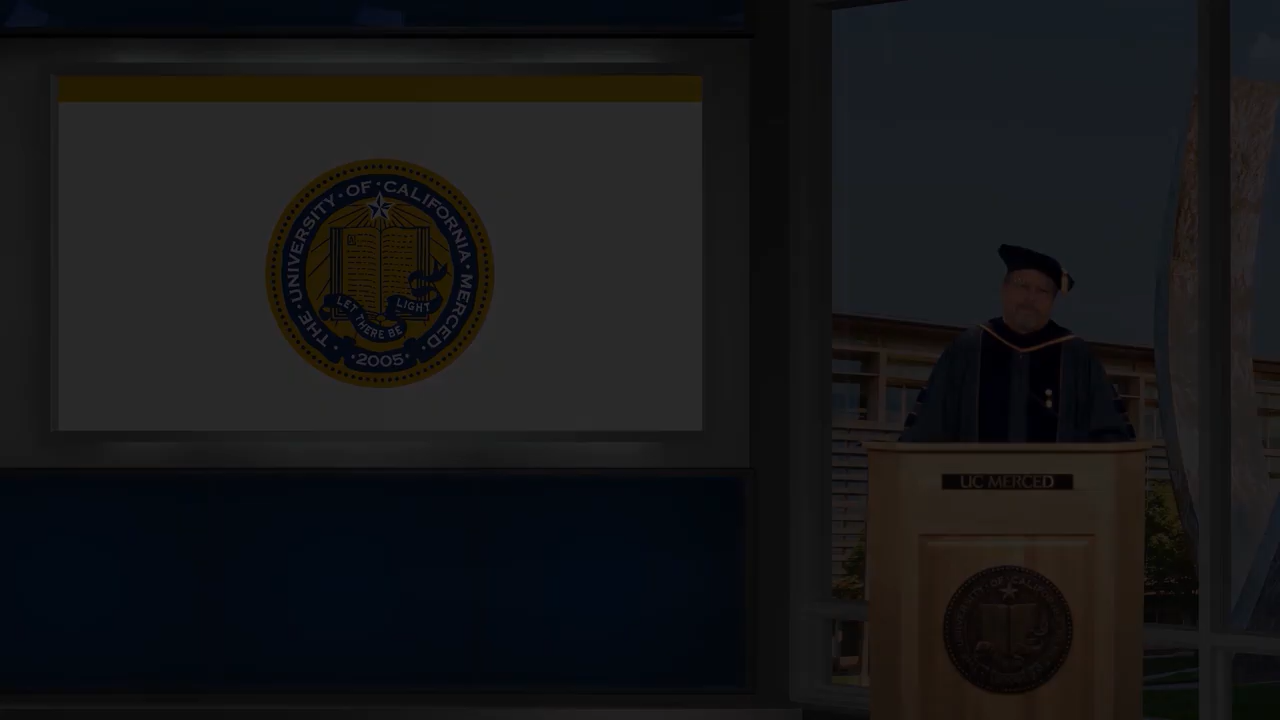 THE · UNIVERSITY · OF · CALIFORNIA · MERCED
LET THERE BE LIGHT
· 2005 ·
UC MERCED